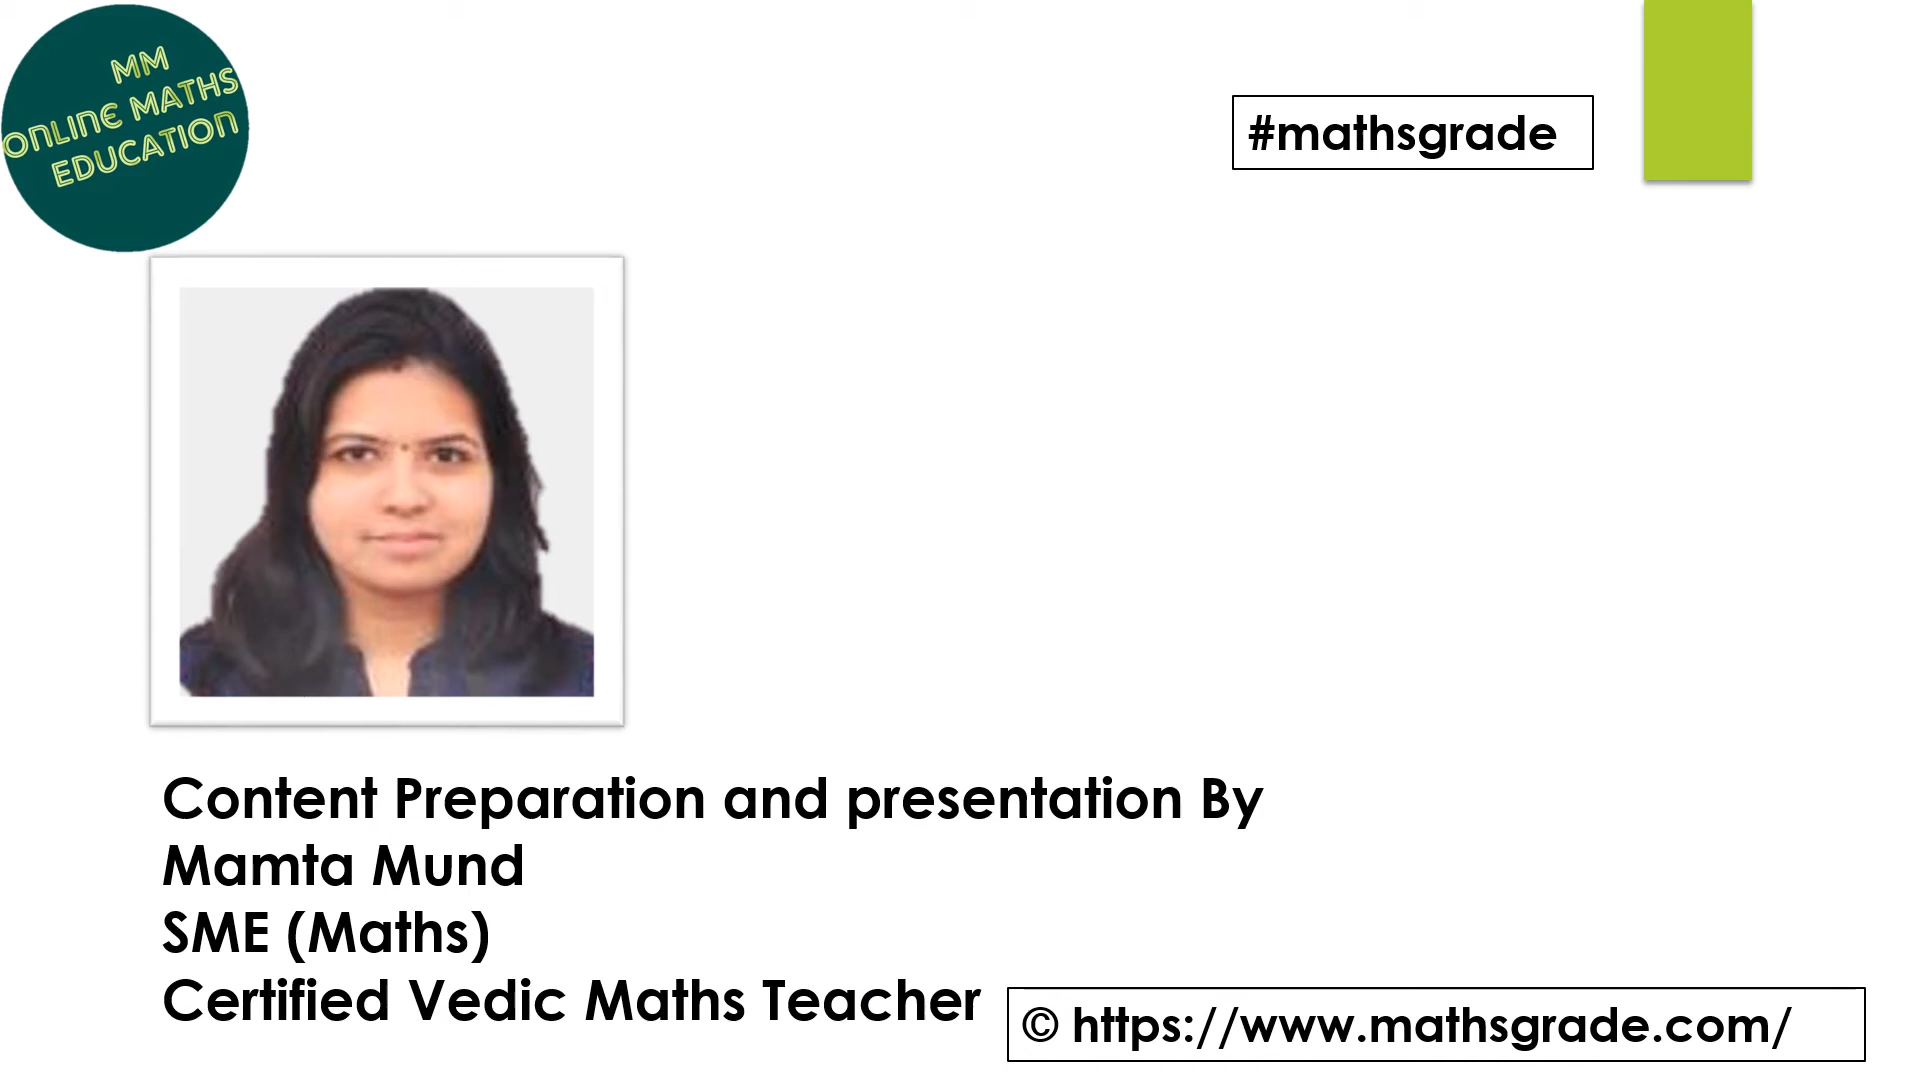 MM
ONLINE MATHS
EDUCATION
#mathsgrade
Content Preparation and presentation By
Mamta Mund
SME (Maths)
Certified Vedic Maths Teacher
© https://www.mathsgrade.com/